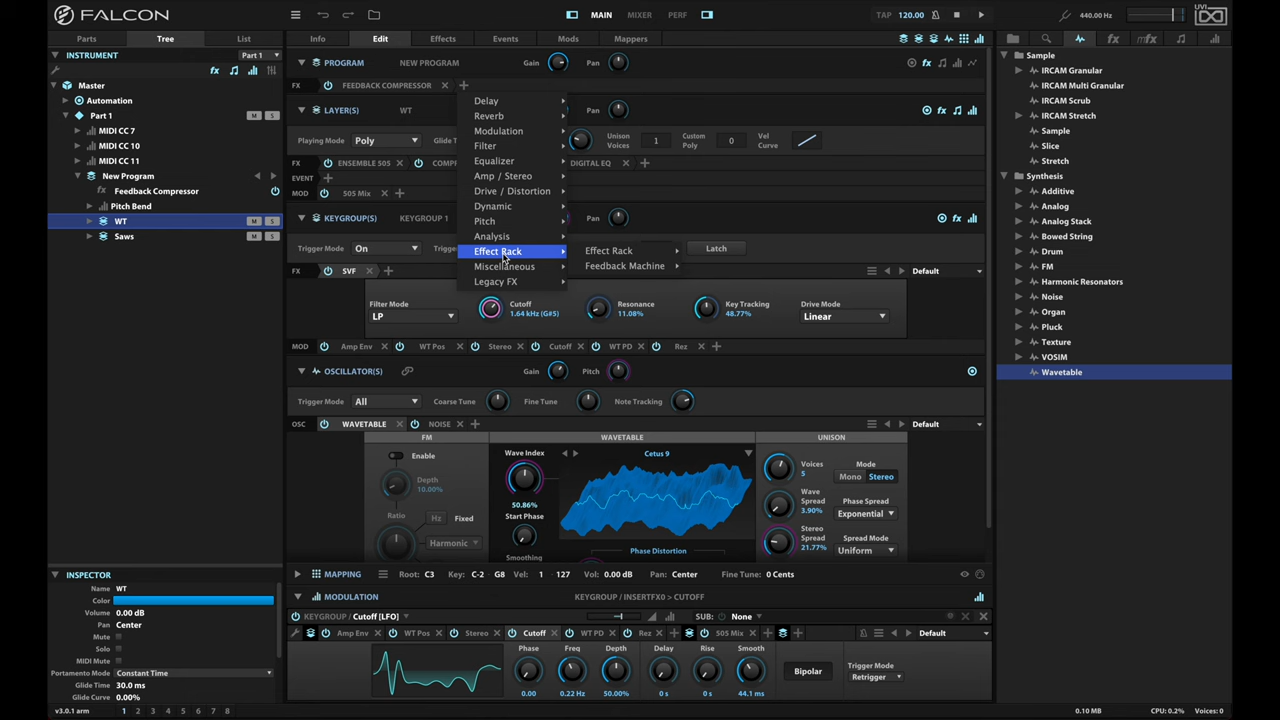 FALCON
MAIN MIXER PERF
TAP 120.00
440.00 Hz
UVI
Parts Tree List
Info Edit Effects Events Mods Mappers
INSTRUMENT Part 1
Master
Automation
Part 1 M S
MIDI CC 7
MIDI CC 10
MIDI CC 11
New Program
Feedback Compressor
Pitch Bend
WT M S
Saws M S
PROGRAM NEW PROGRAM Gain Pan
FX FEEDBACK COMPRESSOR
LAYER(S) WT Pan
Playing Mode Poly Unison Voices 1 Custom Poly 0 Vel Curve
FX ENSEMBLE 505 DIGITAL EQ
EVENT
MOD 505 Mix
KEYGROUP(S) KEYGROUP 1 Pan
Trigger Mode On Latch
FX SVF Default
Delay
Reverb
Modulation
Filter
Equalizer
Amp / Stereo
Drive / Distortion
Dynamic
Pitch
Analysis
Effect Rack
Miscellaneous
Legacy FX
Effect Rack
Feedback Machine
Filter Mode LP
Cutoff 1.64 kHz (G#5)
Resonance 11.08%
Key Tracking 48.77%
Drive Mode Linear
MOD Amp Env WT Pos Stereo Cutoff WT PD Rez
OSCILLATOR(S) Gain Pitch
Trigger Mode All Coarse Tune Fine Tune Note Tracking
OSC WAVETABLE NOISE Default
FM WAVETABLE UNISON
Enable
Depth
10.00%
Ratio
Hz Fixed
Harmonic
Wave Index
50.86%
Start Phase
Smoothing
Cetus 9
Phase Distortion
Voices
5
Mode
Mono Stereo
Wave Spread
3.90%
Phase Spread
Exponential
Stereo Spread
21.77%
Spread Mode
Uniform
MAPPING Root: C3 Key: C-2 G8 Vel: 1 127 Vol: 0.00 dB Pan: Center Fine Tune: 0 Cents
MODULATION KEYGROUP / INSERTFX0 > CUTOFF
KEYGROUP / Cutoff [LFO] SUB: None
Amp Env WT Pos Stereo Cutoff WT PD Rez 505 Mix Default
Phase Freq Depth Delay Rise Smooth
0.00 0.22 Hz 50.00% 0 s 0 s 44.1 ms
Bipolar
Trigger Mode
Retrigger
INSPECTOR
Name WT
Color
Volume 0.00 dB
Pan Center
Mute
Solo
MIDI Mute
Portamento Mode Constant Time
Glide Time 30.0 ms
Glide Curve 0.00%
v3.0.1 arm 1 2 3 4 5 6 7 8
0.10 MB CPU: 0.2% Voices: 0
Sample
IRCAM Granular
IRCAM Multi Granular
IRCAM Scrub
IRCAM Stretch
Sample
Slice
Stretch
Synthesis
Additive
Analog
Analog Stack
Bowed String
Drum
FM
Harmonic Resonators
Noise
Organ
Pluck
Texture
VOSIM
Wavetable